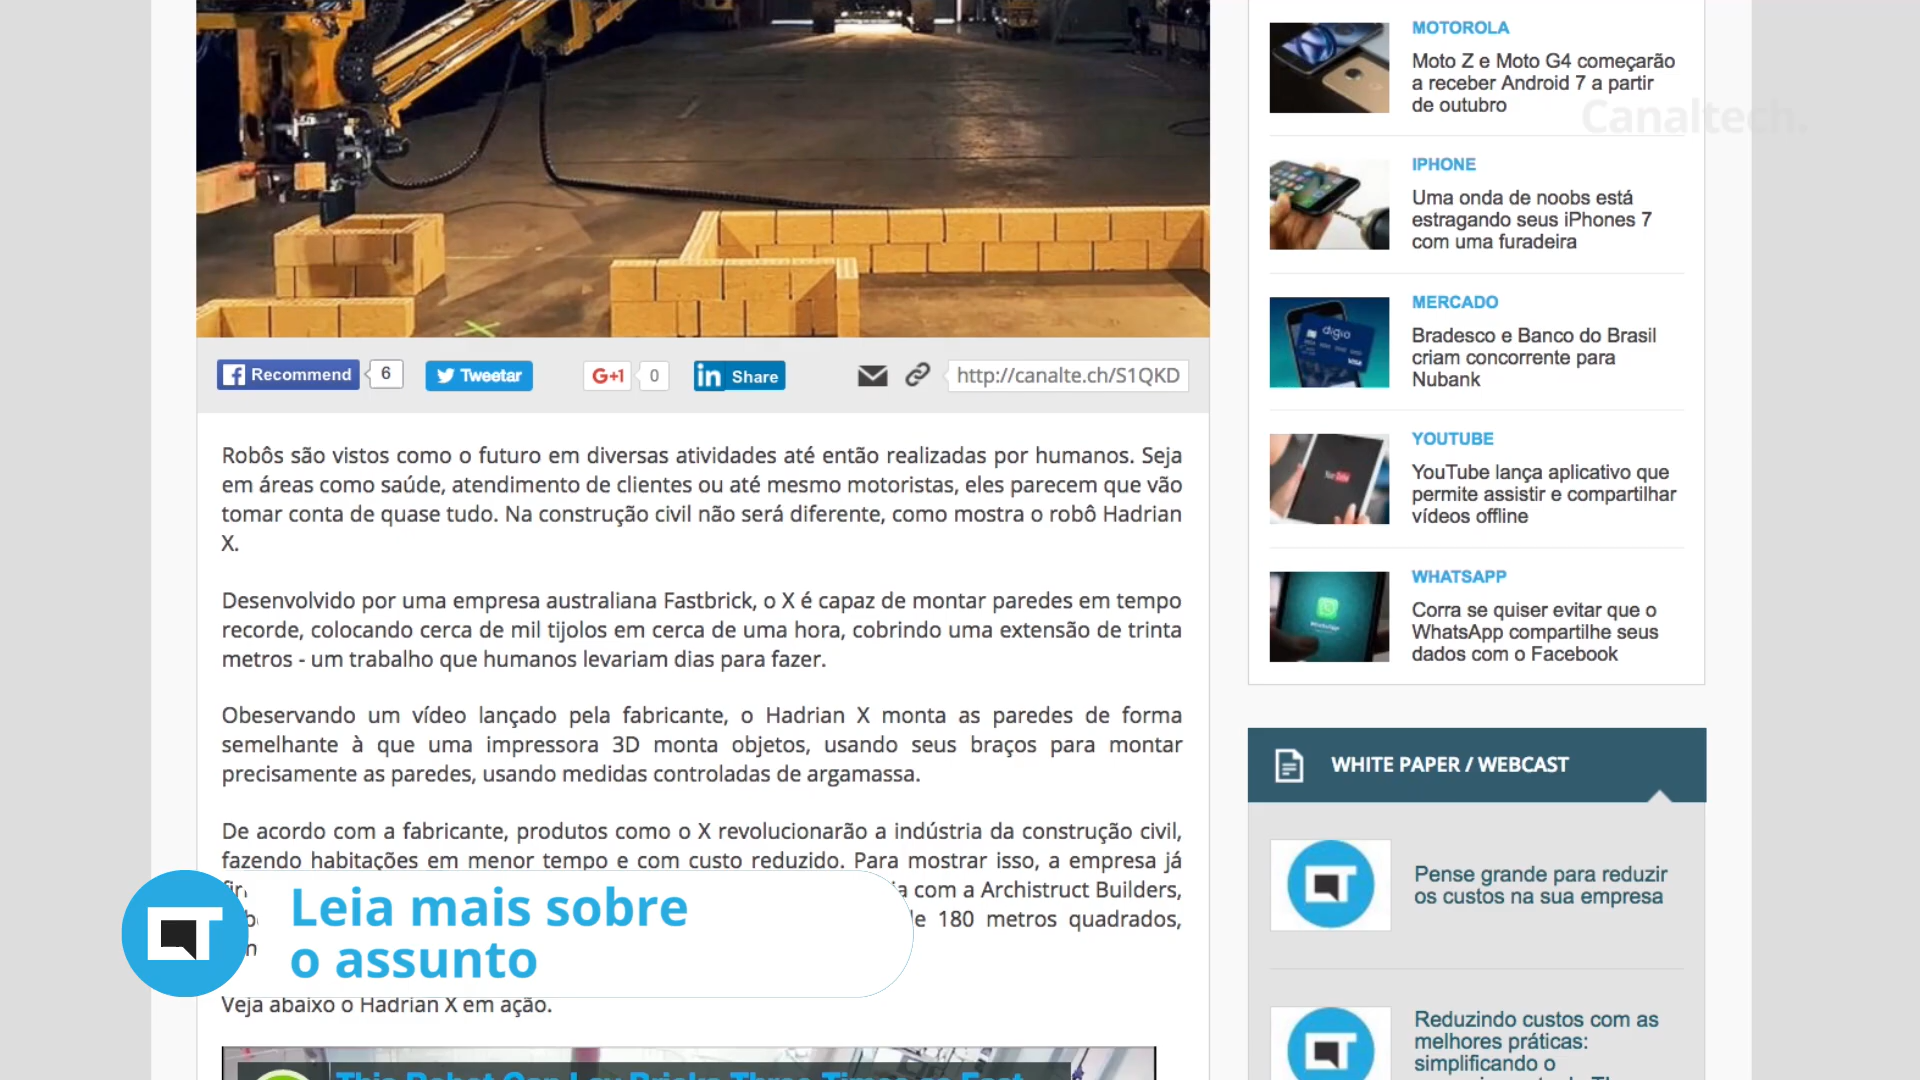 Recommend 6 Tweetar G+1 0 in Share http://canalte.ch/S1QKD
Robôs são vistos como o futuro em diversas atividades até então realizadas por humanos. Seja
em áreas como saúde, atendimento de clientes ou até mesmo motoristas, eles parecem que vão
tomar conta de quase tudo. Na construção civil não será diferente, como mostra o robô Hadrian
X.
Desenvolvido por uma empresa australiana Fastbrick, o X é capaz de montar paredes em tempo
recorde, colocando cerca de mil tijolos em cerca de uma hora, cobrindo uma extensão de trinta
metros - um trabalho que humanos levariam dias para fazer.
Obeservando um vídeo lançado pela fabricante, o Hadrian X monta as paredes de forma
semelhante à que uma impressora 3D monta objetos, usando seus braços para montar
precisamente as paredes, usando medidas controladas de argamassa.
De acordo com a fabricante, produtos como o X revolucionarão a indústria da construção civil,
fazendo habitações em menor tempo e com custo reduzido. Para mostrar isso, a empresa já
com a Archistruct Builders,
180 metros quadrados,
Leia mais sobre
o assunto
Veja abaixo o Hadrian X em ação.
This Robot Can Lay Bricks Three Times as Fast
MOTOROLA
Moto Z e Moto G4 começarão
a receber Android 7 a partir
de outubro
Canaltech.
IPHONE
Uma onda de noobs está
estragando seus iPhones 7
com uma furadeira
MERCADO
Bradesco e Banco do Brasil
criam concorrente para
Nubank
digio
VISA
YOUTUBE
YouTube lança aplicativo que
permite assistir e compartilhar
vídeos offline
WHATSAPP
Corra se quiser evitar que o
WhatsApp compartilhe seus
dados com o Facebook
WHITE PAPER / WEBCAST
Pense grande para reduzir
os custos na sua empresa
Reduzindo custos com as
melhores práticas:
simplificando o